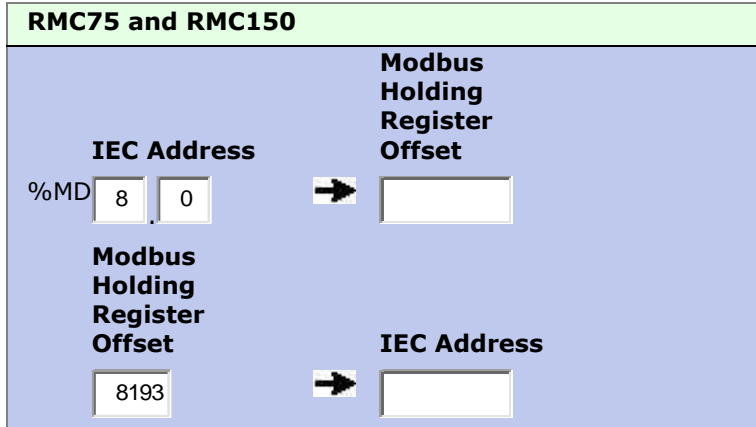 RMC75 and RMC150
Modbus
Holding
Register
IEC Address Offset
%MD 8 . 0
Modbus
Holding
Register
Offset IEC Address
8193